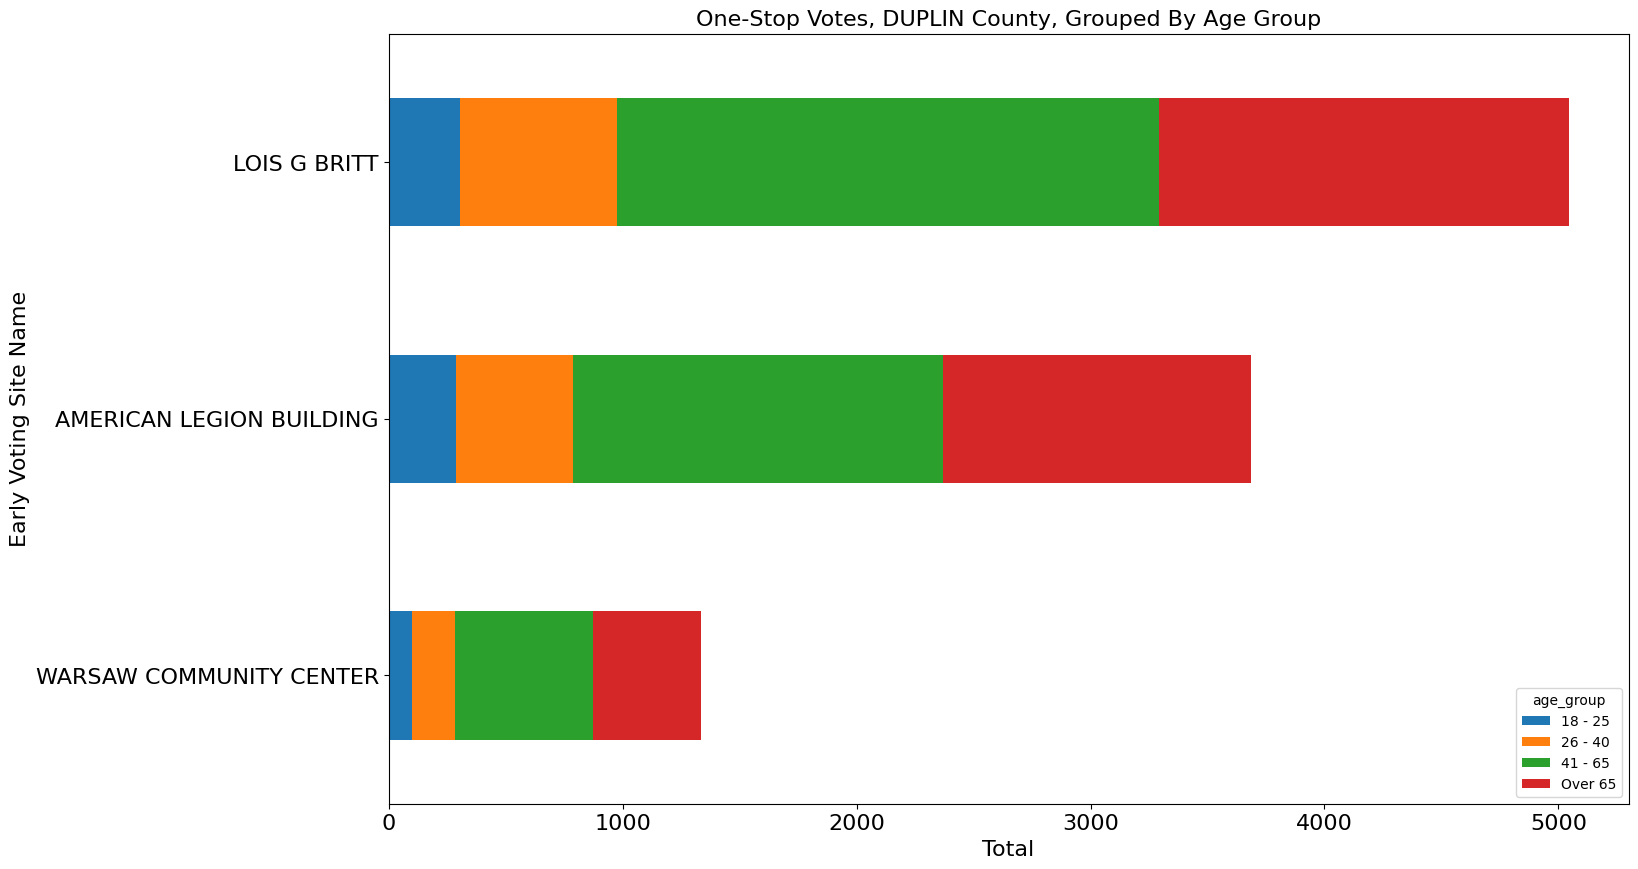 One-Stop Votes, DUPLIN County, Grouped By Age Group
Early Voting Site Name
LOIS G BRITT
AMERICAN LEGION BUILDING
WARSAW COMMUNITY CENTER
age_group
18 - 25
26 - 40
41 - 65
Over 65
0 1000 2000 3000 4000 5000
Total